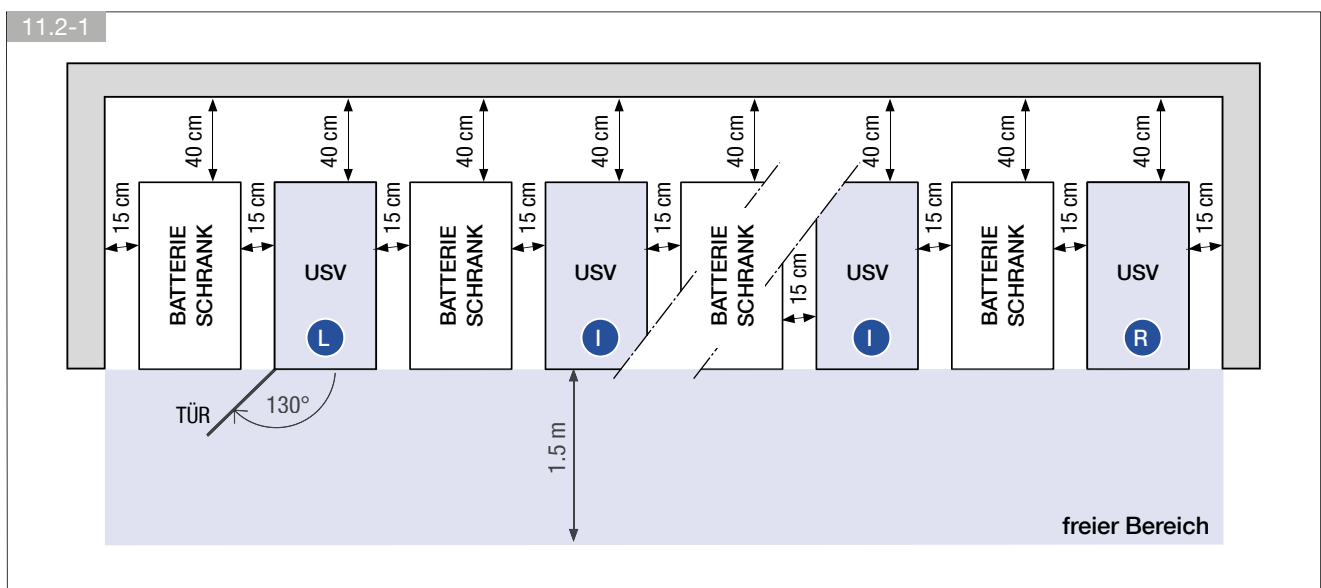 11.2-1
40 cm
40 cm
40 cm
40 cm
40 cm
40 cm
40 cm
40 cm
15 cm
15 cm
15 cm
15 cm
15 cm
15 cm
15 cm
15 cm
15 cm
BATTERIE
SCHRANK
USV
L
BATTERIE
SCHRANK
USV
I
BATTERIE
SCHRANK
USV
I
BATTERIE
SCHRANK
USV
R
TÜR
130°
1.5 m
freier Bereich